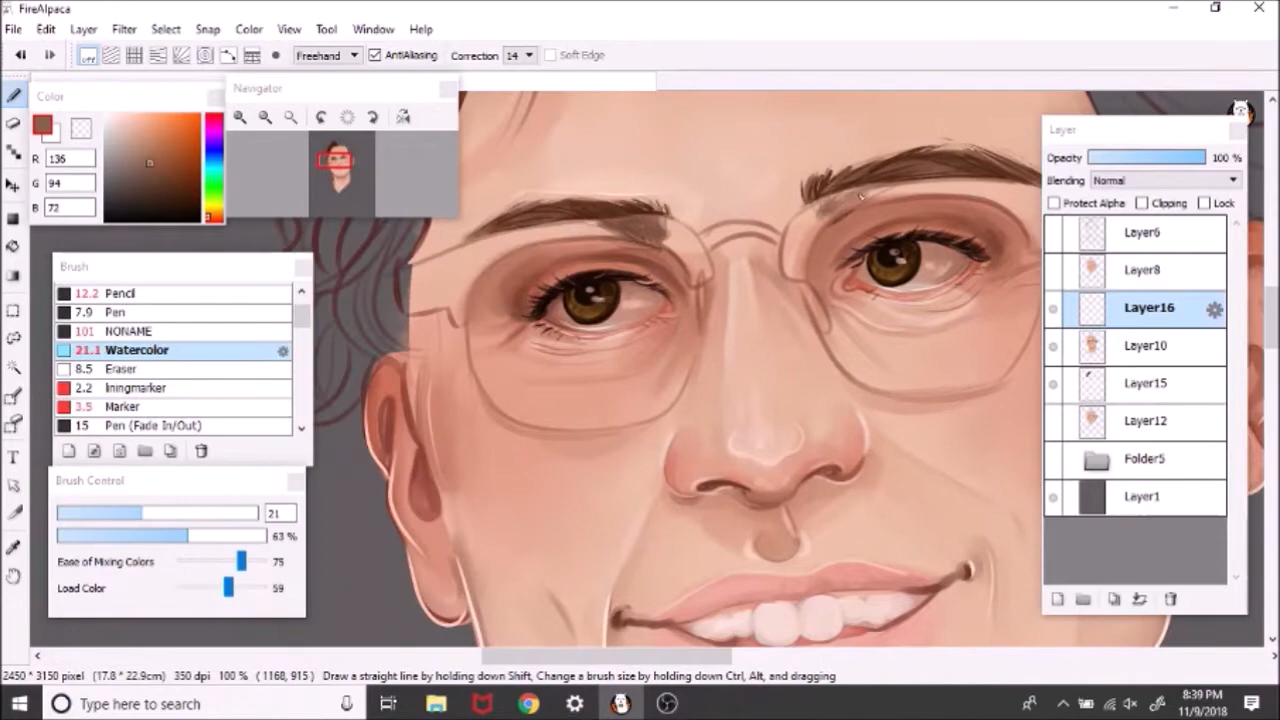 FireAlpaca
File Edit Layer Filter Select Snap Color View Tool Window Help
OFF Freehand AntiAliasing Correction 14 Soft Edge
Color
R 136
G 94
B 72
Navigator
Brush
12.2 Pencil
7.9 Pen
101 NONAME
21.1 Watercolor
8.5 Eraser
2.2 Inningmarker
3.5 Marker
15 Pen (Fade In/Out)
Brush Control
21
63 %
Ease of Mixing Colors 75
Load Color 59
Layer
Opacity 100 %
Blending Normal
Protect Alpha Clipping Lock
Layer6
Layer8
Layer16
Layer10
Layer15
Layer12
Folder5
Layer1
2450 * 3150 pixel (17.8 * 22.9cm) 350 dpi 100 % ( 1168, 915 ) Draw a straight line by holding down Shift, Change a brush size by holding down Ctrl, Alt, and dragging
Type here to search
8:39 PM
11/9/2018